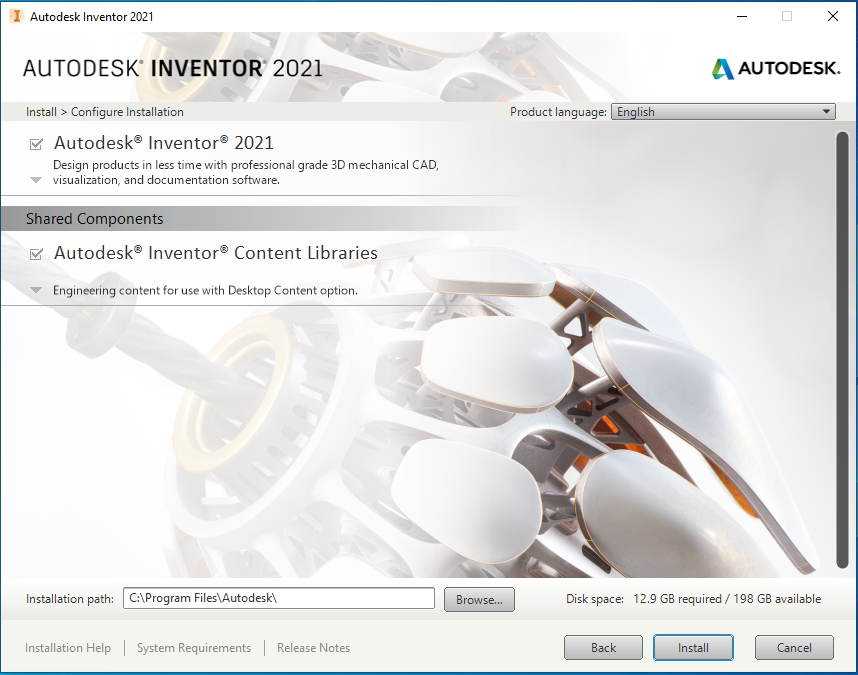 Autodesk Inventor 2021
AUTODESK® INVENTOR® 2021
AUTODESK.
Install > Configure Installation
Product language: English
Autodesk® Inventor® 2021
Design products in less time with professional grade 3D mechanical CAD,
visualization, and documentation software.
Shared Components
Autodesk® Inventor® Content Libraries
Engineering content for use with Desktop Content option.
Installation path: C:\Program Files\Autodesk\ Browse... Disk space: 12.9 GB required / 198 GB available
Installation Help System Requirements Release Notes Back Install Cancel